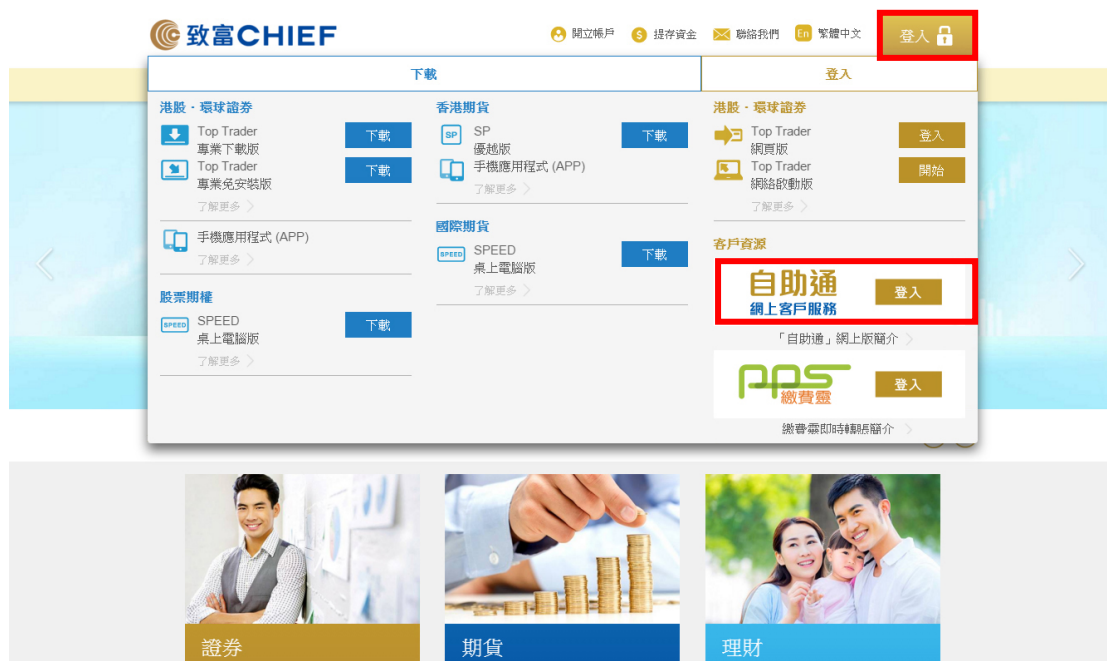 致富CHIEF
開立帳戶
提存資金
聯絡我們
En 繁體中文
登入
下載
登入
港股﹒環球證券
Top Trader
專業下載版
下載
Top Trader
專業免安裝版
下載
了解更多
手機應用程式 (APP)
了解更多
股票期權
SPEED
SPEED
桌上電腦版
下載
了解更多
香港期貨
SP
SP
優越版
下載
手機應用程式 (APP)
了解更多
國際期貨
SPEED
SPEED
桌上電腦版
下載
了解更多
港股﹒環球證券
Top Trader
網頁版
登入
Top Trader
網絡啟動版
開始
了解更多
客戶資源
自助通
網上客戶服務
登入
「自助通」網上版簡介
pps
繳費靈
登入
繳費靈即時轉賬簡介
證券
期貨
理財